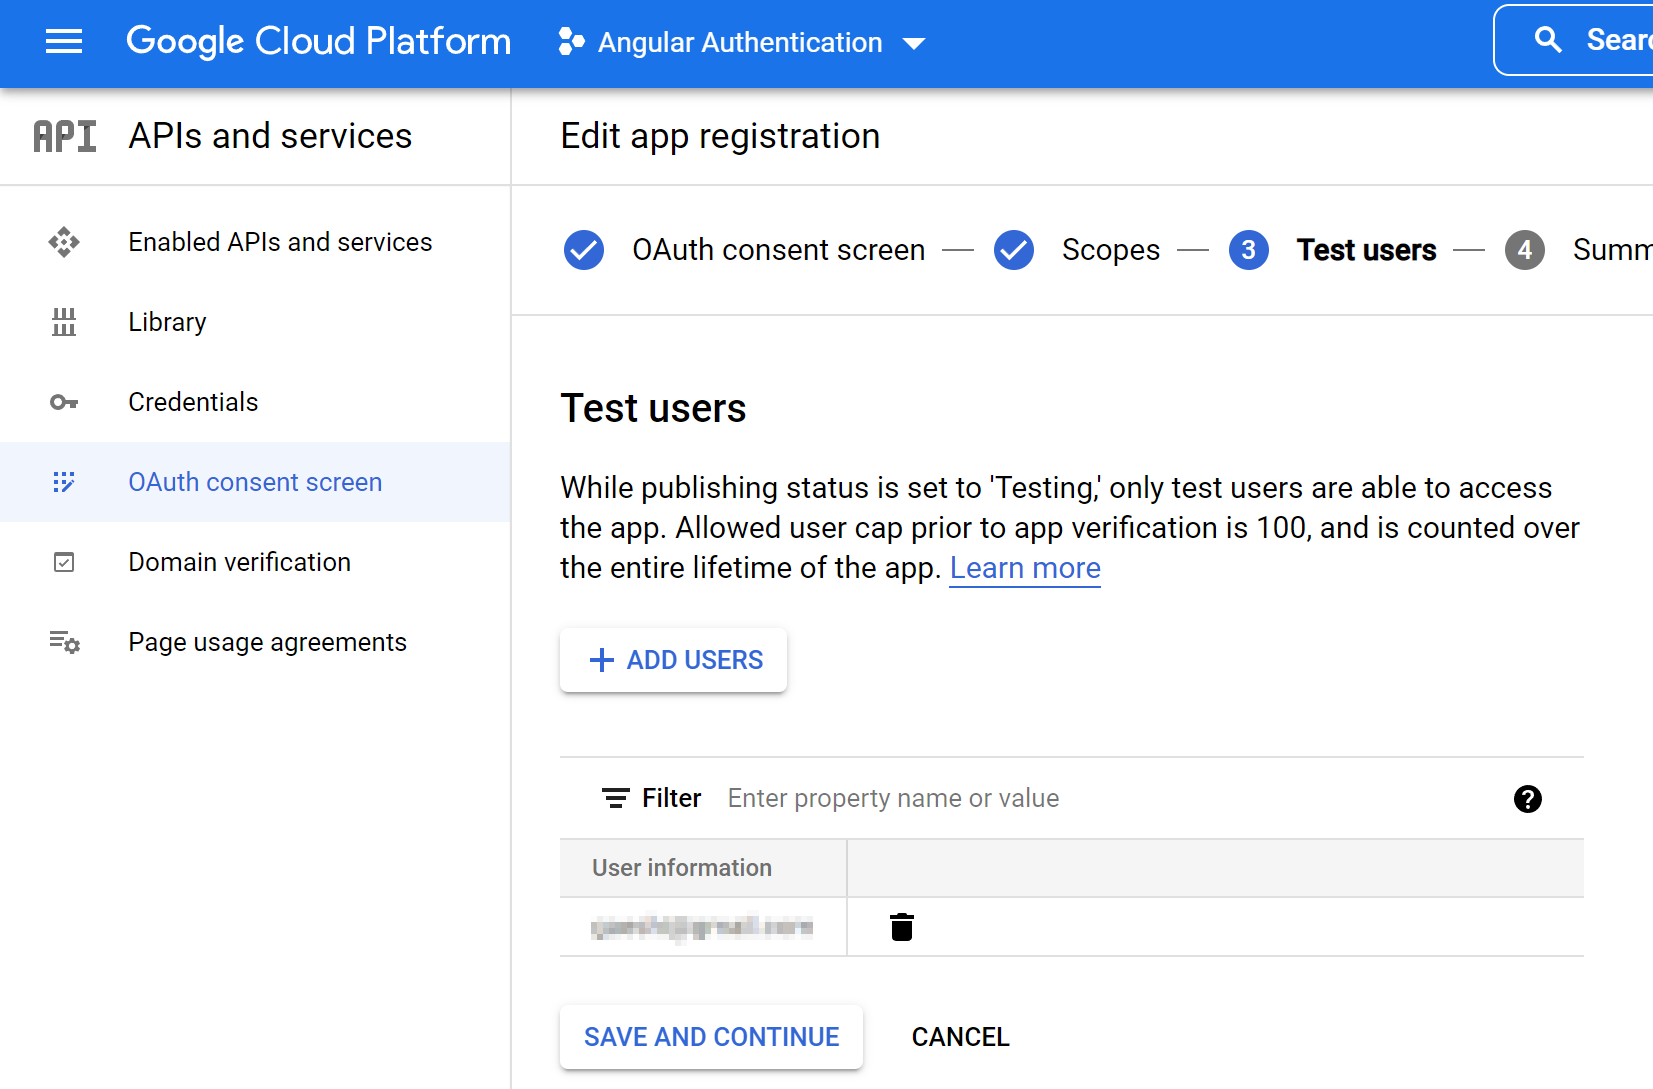 Google Cloud Platform
Angular Authentication
API
APIs and services
Edit app registration
Enabled APIs and services
Library
Credentials
OAuth consent screen
Domain verification
Page usage agreements
OAuth consent screen
Scopes
3 Test users
4
Test users
While publishing status is set to 'Testing,' only test users are able to access
the app. Allowed user cap prior to app verification is 100, and is counted over
the entire lifetime of the app. Learn more
ADD USERS
Filter Enter property name or value
?
User information
SAVE AND CONTINUE
CANCEL